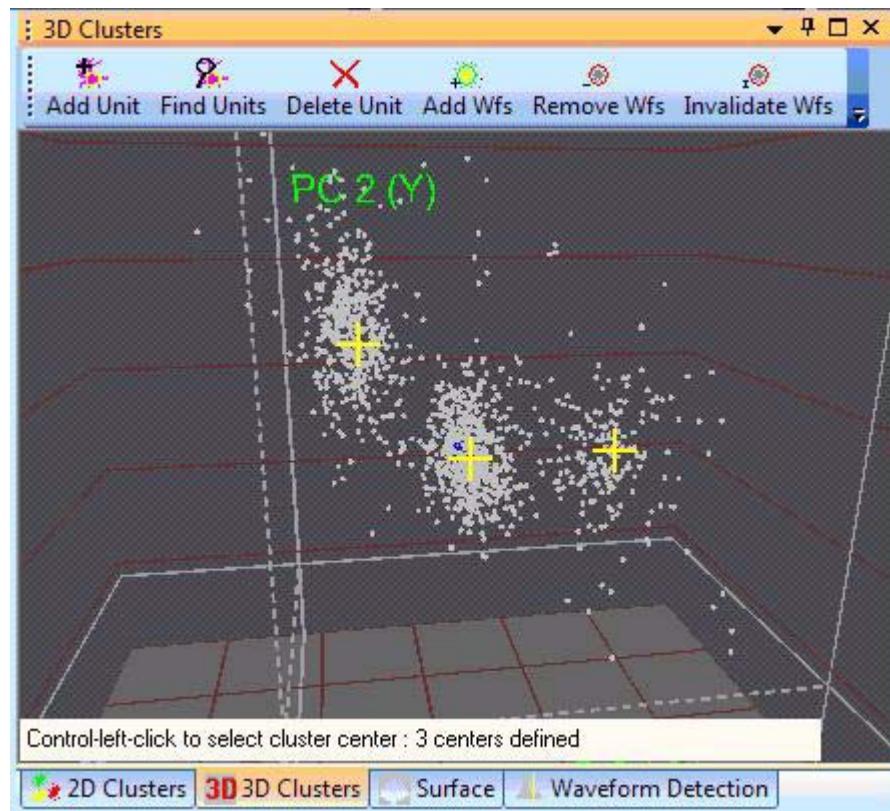 3D Clusters
Add Unit Find Units Delete Unit Add Wfs Remove Wfs Invalidate Wfs
PC 2 (Y)
Control-left-click to select cluster center : 3 centers defined
2D Clusters 3D 3D Clusters Surface Waveform Detection